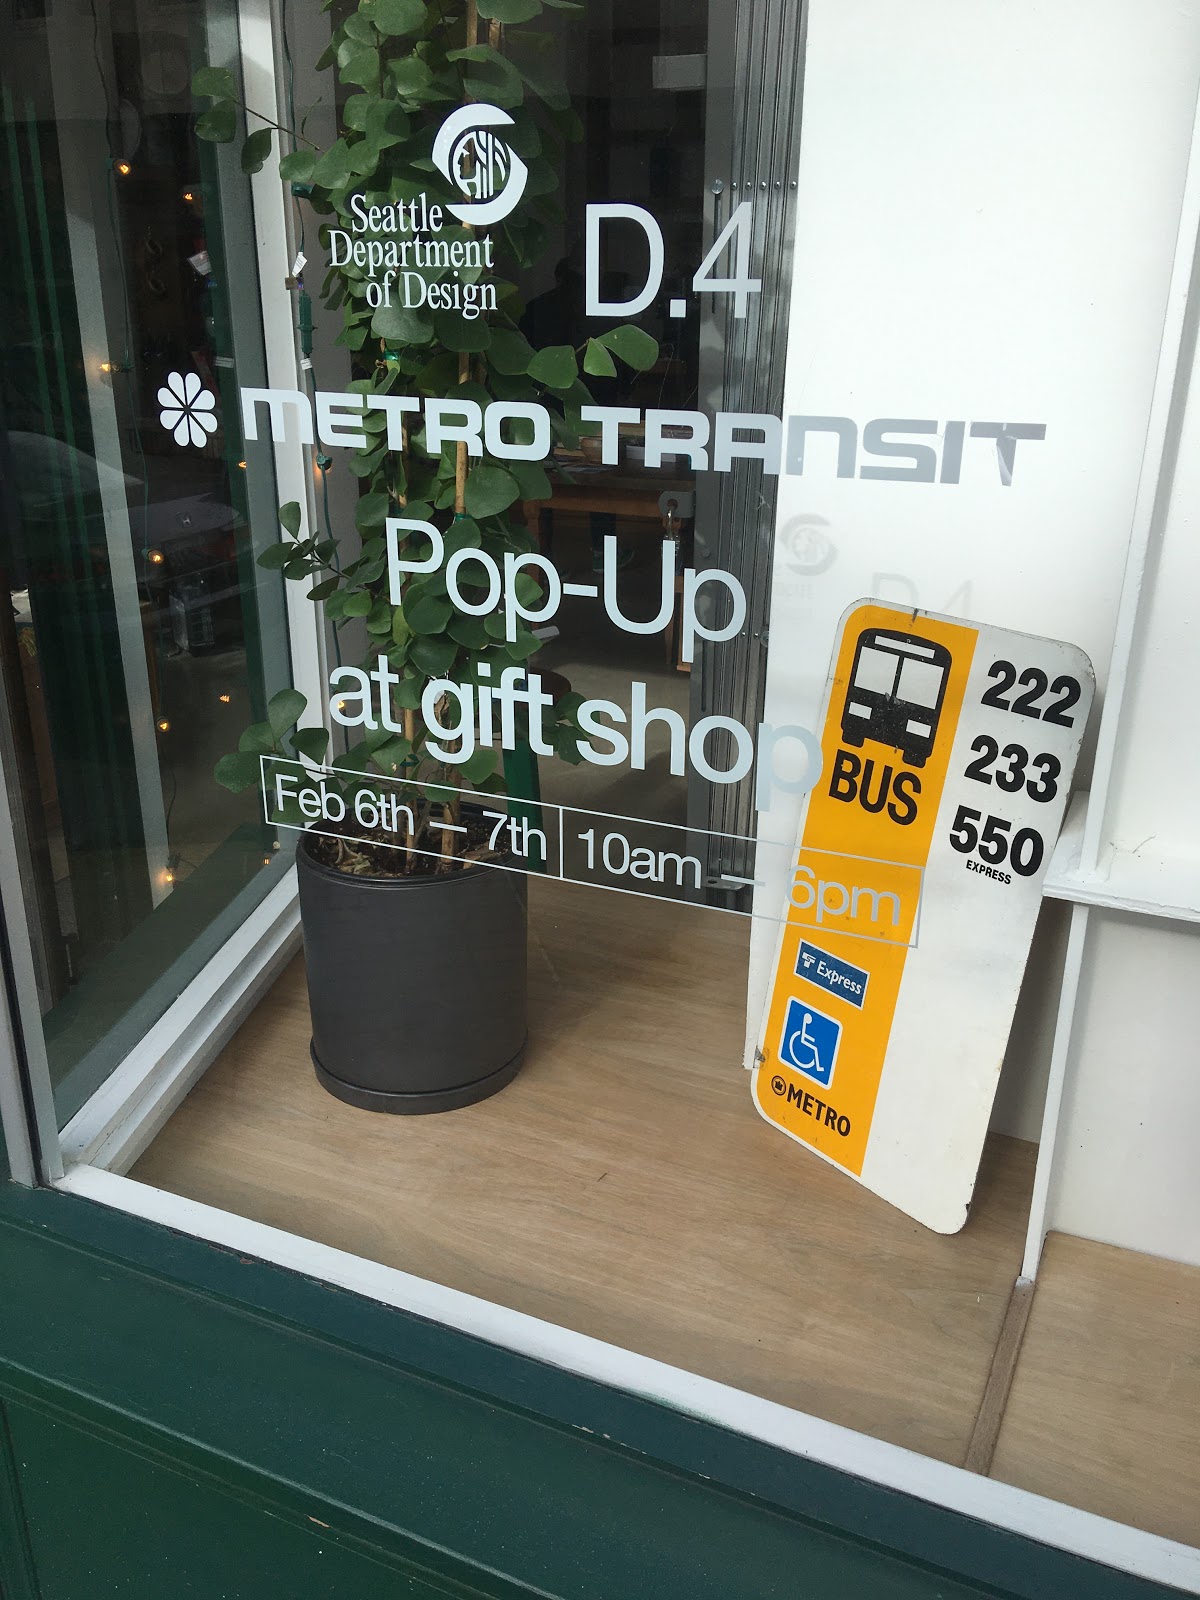 Seattle
Department
of Design
D.4
METRO TRANSIT
Pop-Up
at gift shop
Feb 6th — 7th 10am — 6pm
BUS
222
233
550
EXPRESS
ST Express
METRO